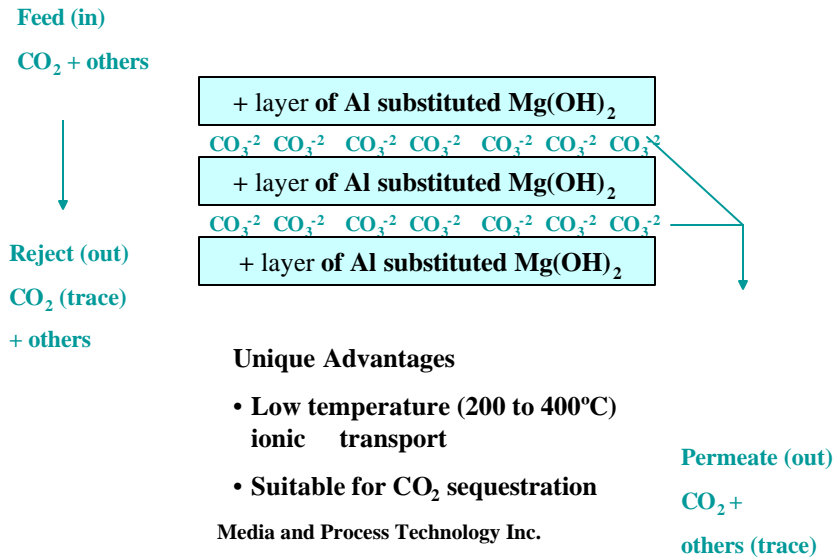 Feed (in)
CO₂ + others
+ layer of Al substituted Mg(OH)₂
CO₃⁻² CO₃⁻² CO₃⁻² CO₃⁻² CO₃⁻² CO₃⁻² CO₃⁻²
+ layer of Al substituted Mg(OH)₂
CO₃⁻² CO₃⁻² CO₃⁻² CO₃⁻² CO₃⁻² CO₃⁻² CO₃⁻²
+ layer of Al substituted Mg(OH)₂
Reject (out)
CO₂ (trace)
+ others
Unique Advantages
• Low temperature (200 to 400ºC)
ionic transport
• Suitable for CO₂ sequestration
Media and Process Technology Inc.
Permeate (out)
CO₂ +
others (trace)